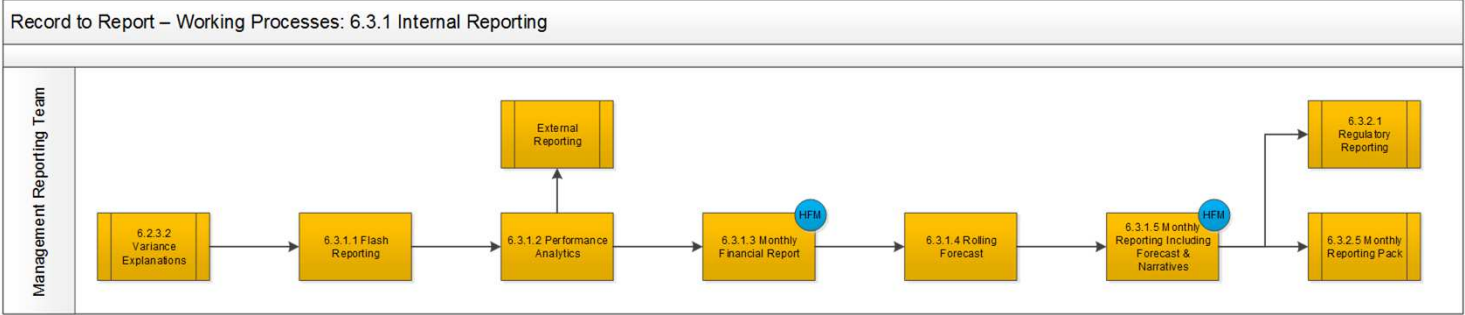 Record to Report – Working Processes: 6.3.1 Internal Reporting
Management Reporting Team
External
Reporting
6.3.2.1
Regulatory
Reporting
6.2.3.2
Variance
Explanations
6.3.1.1 Flash
Reporting
6.3.1.2 Performance
Analytics
HFM
6.3.1.3 Monthly
Financial Report
6.3.1.4 Rolling
Forecast
HFM
6.3.1.5 Monthly
Reporting Including
Forecast &
Narratives
6.3.2.5 Monthly
Reporting Pack